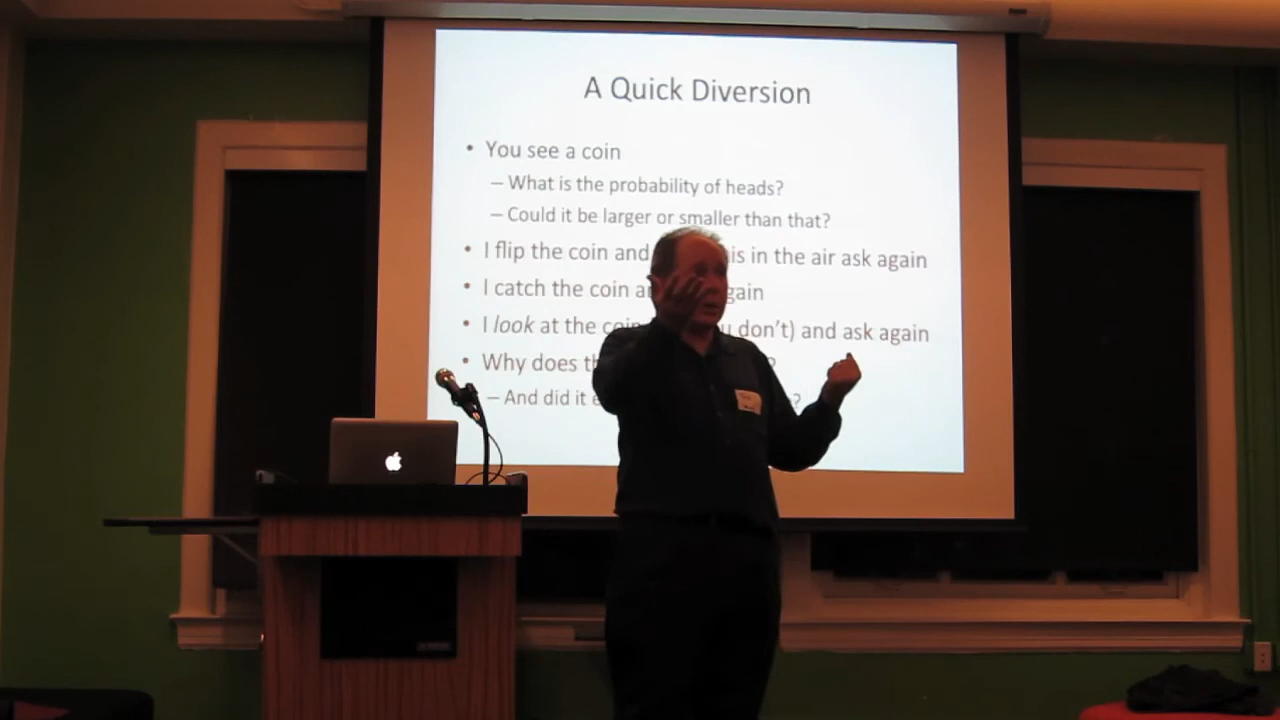 A Quick Diversion
• You see a coin
– What is the probability of heads?
– Could it be larger or smaller than that?
• I flip the coin and is in the air ask again
• I catch the coin gain
• I look at the don't) and ask again
• Why does
– And did it